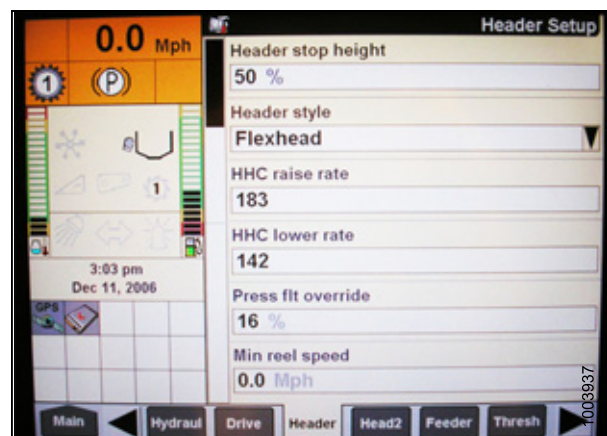 0.0 Mph
1
P
1
3:03 pm
Dec 11, 2006
GPS
Header Setup
Header stop height
50 %
Header style
Flexhead
HHC raise rate
183
HHC lower rate
142
Press flt override
16 %
Min reel speed
0.0 Mph
Main
Hydraul
Drive
Header
Head2
Feeder
Thresh
1003937